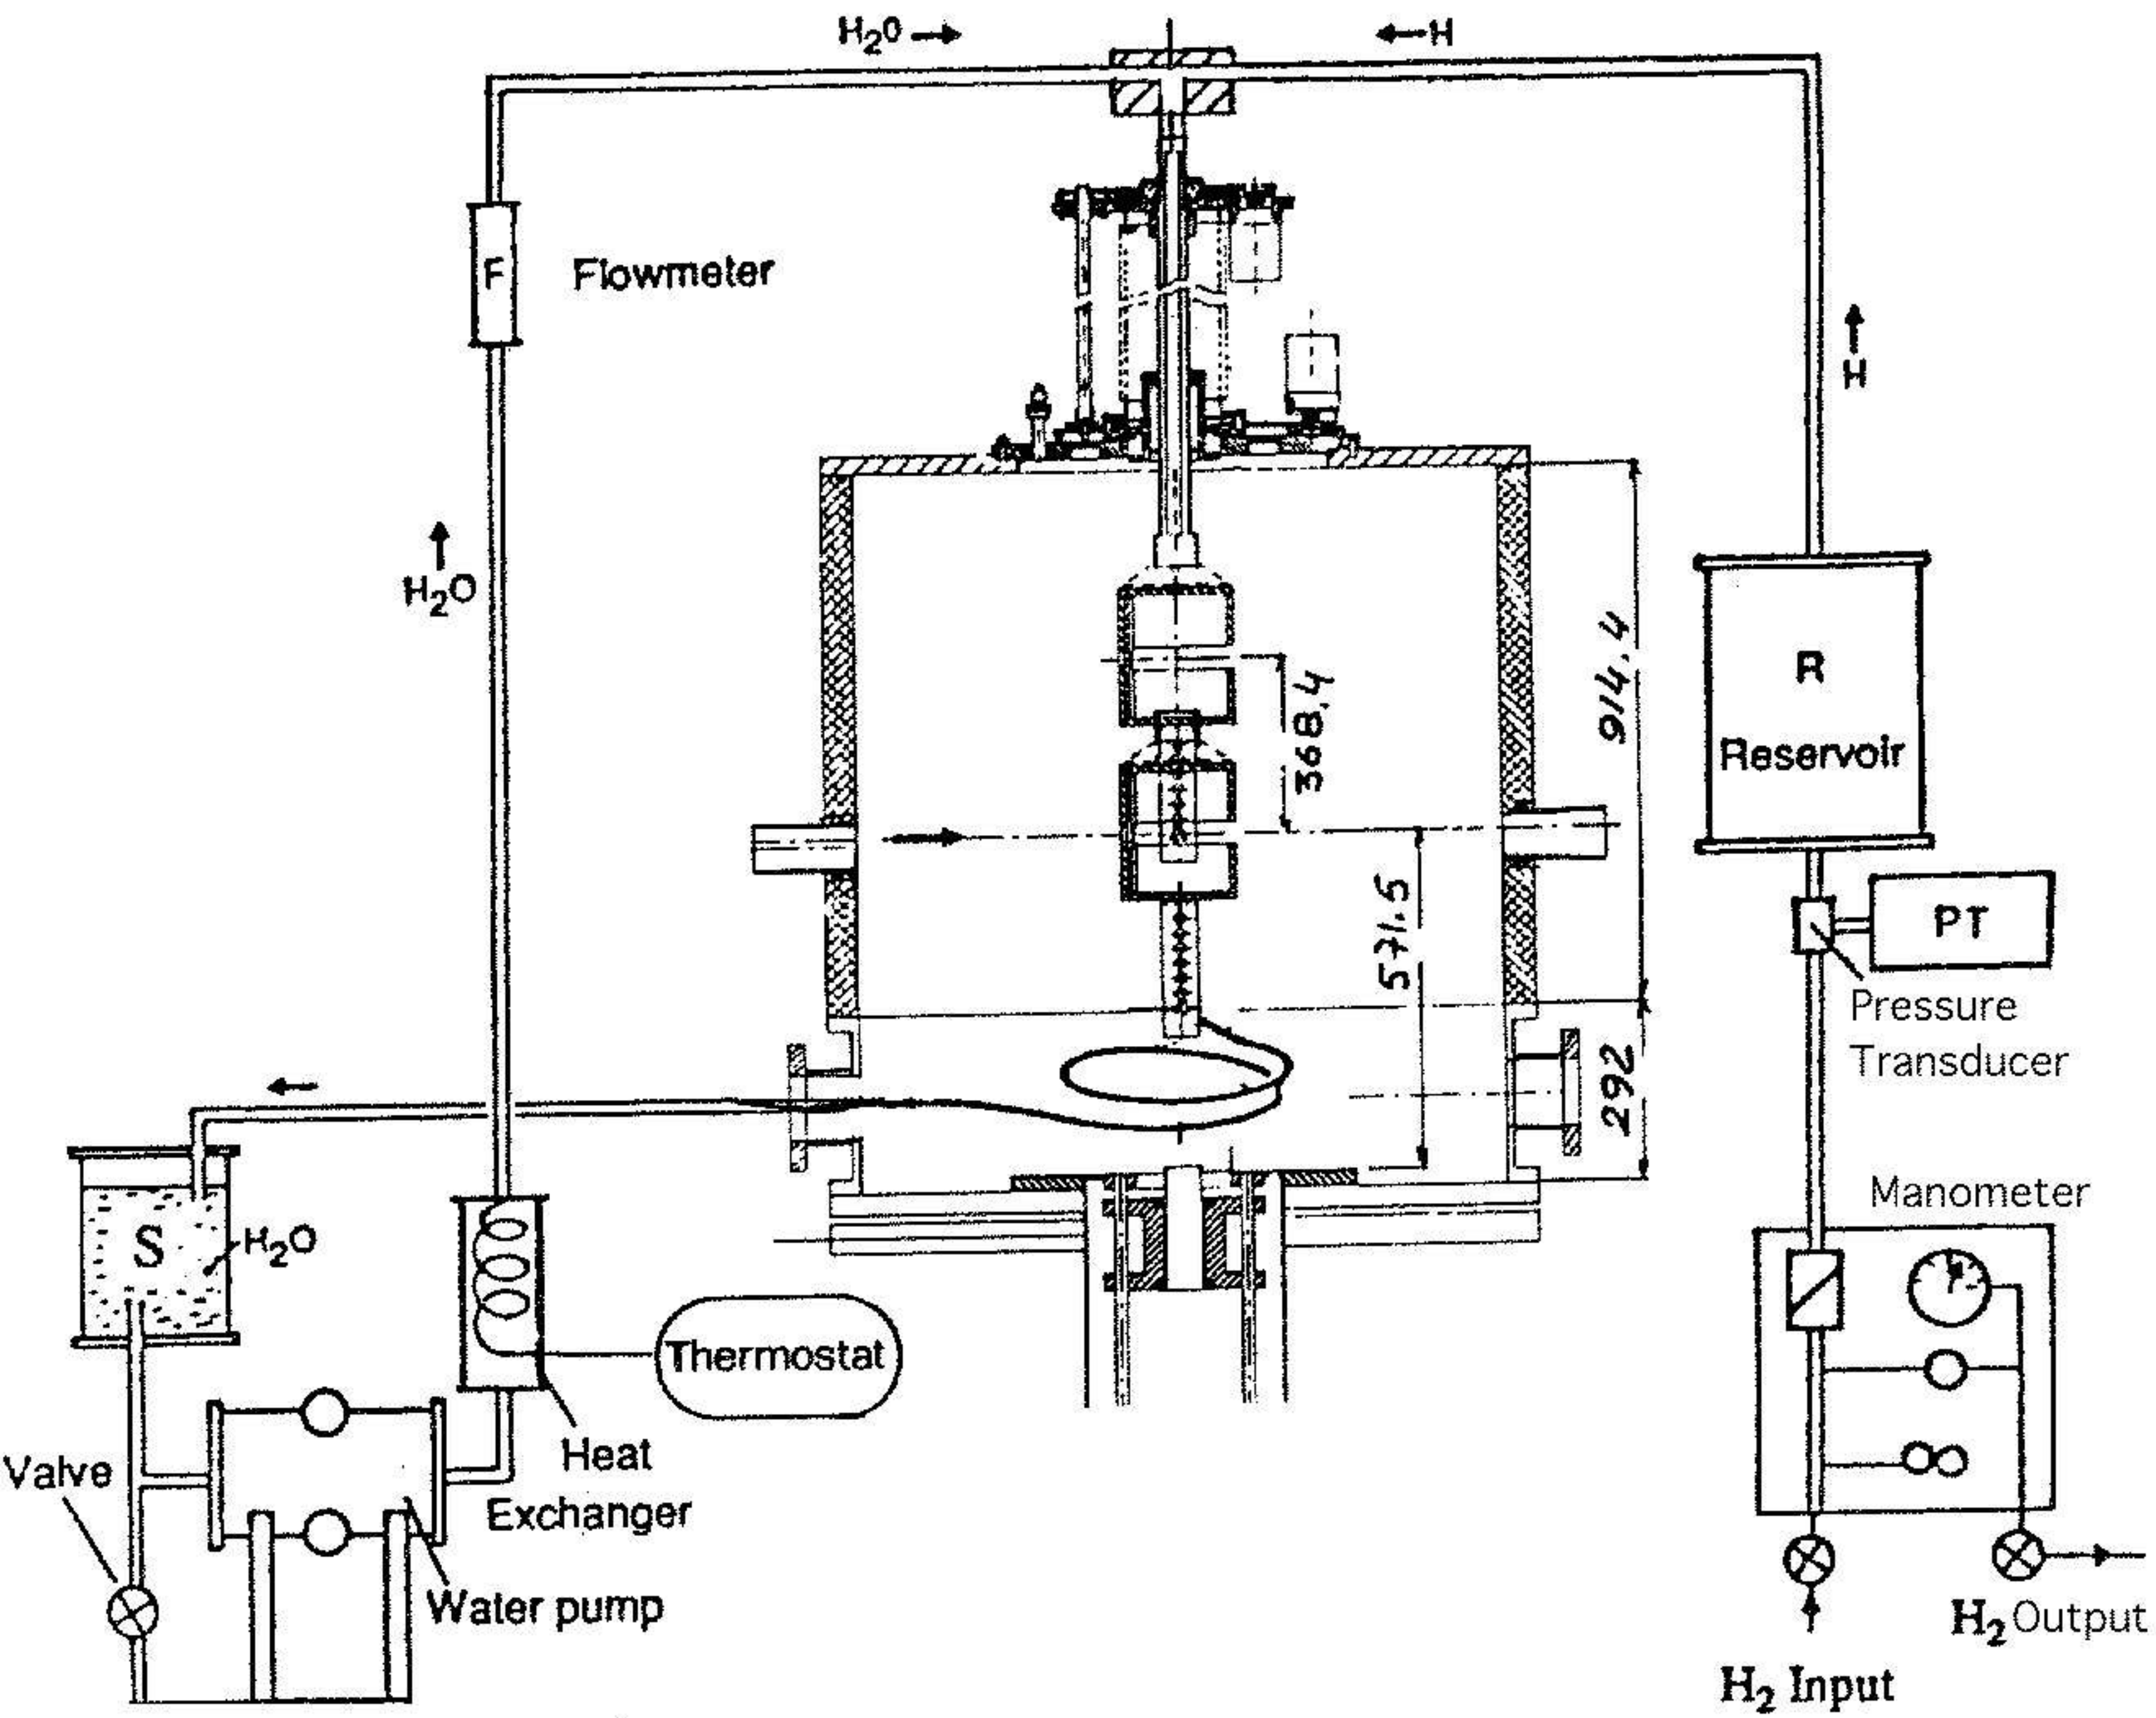 H₂O
H
F
Flowmeter
H
H₂O
368,4
914.4
R
Reservoir
571.5
PT
Pressure
Transducer
292
Manometer
S
H₂O
Thermostat
Valve
Heat
Exchanger
Water pump
H₂ Output
H₂ Input